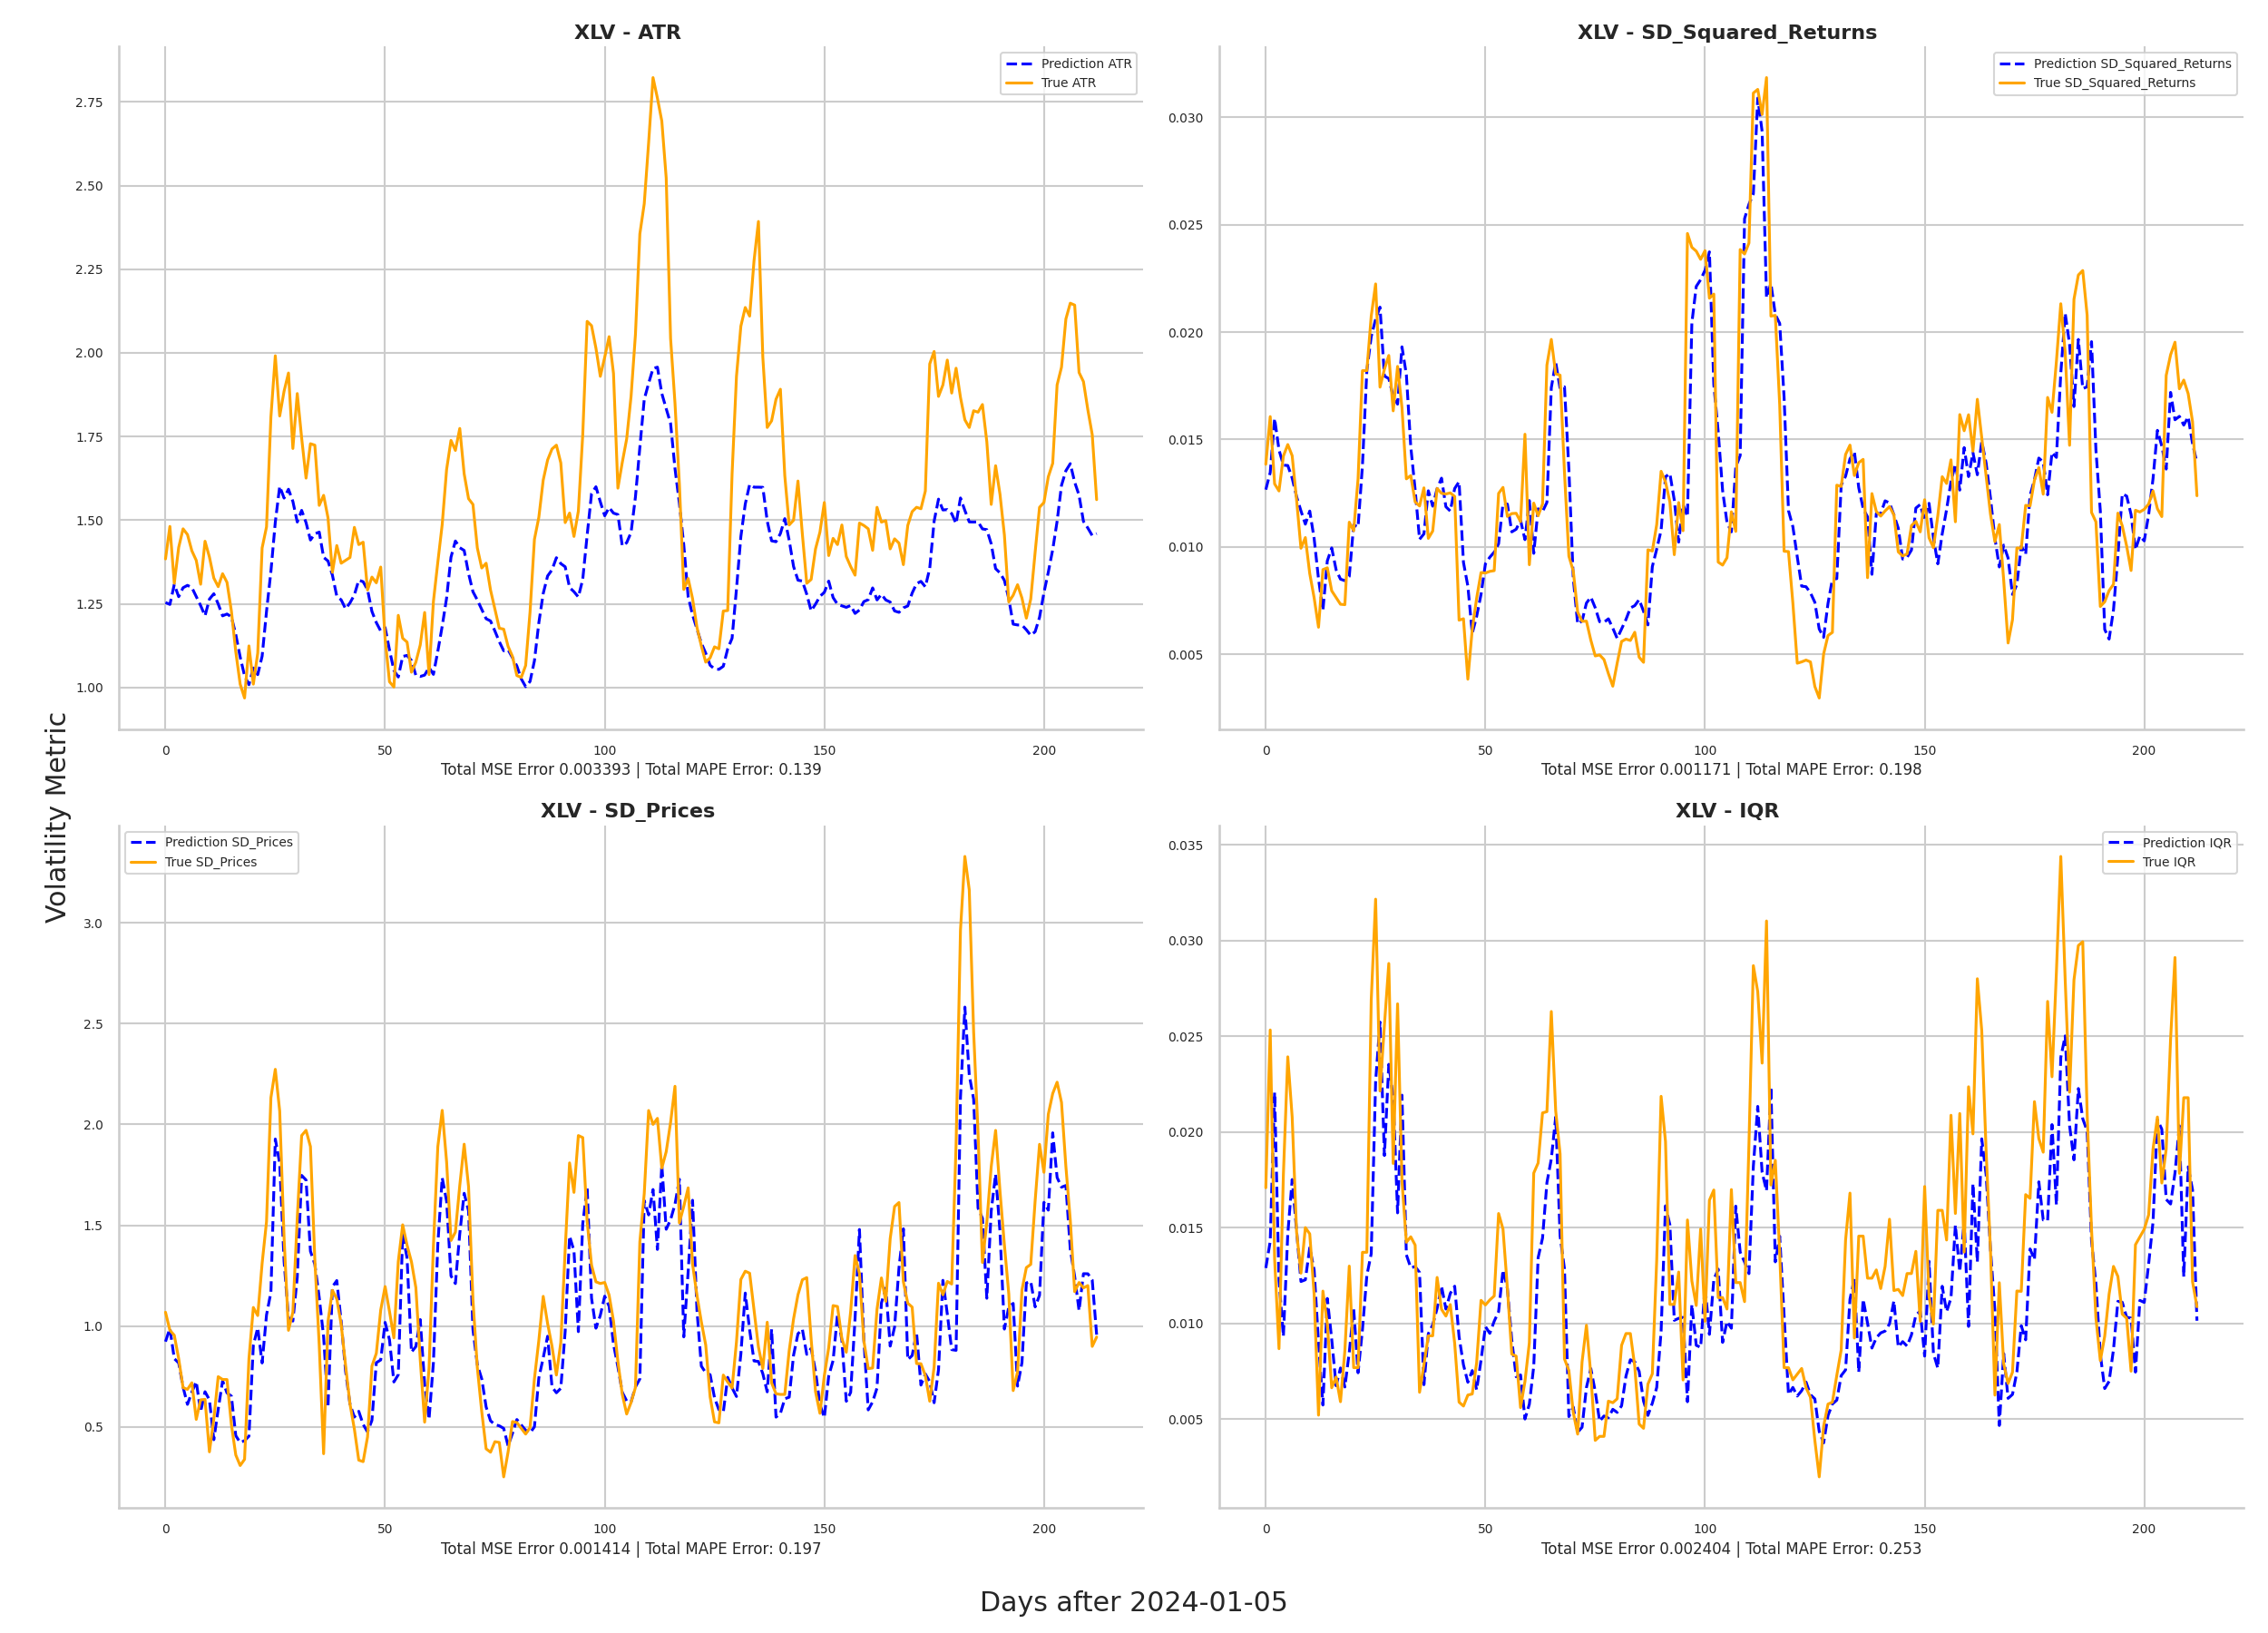 XLV - ATR
Prediction ATR
True ATR
2.75
2.50
2.25
2.00
1.75
1.50
1.25
1.00
0 50 100 150 200
Total MSE Error 0.003393 | Total MAPE Error: 0.139
XLV - SD_Squared_Returns
Prediction SD_Squared_Returns
True SD_Squared_Returns
0.030
0.025
0.020
0.015
0.010
0.005
0 50 100 150 200
Total MSE Error 0.001171 | Total MAPE Error: 0.198
Volatility Metric
XLV - SD_Prices
Prediction SD_Prices
True SD_Prices
3.0
2.5
2.0
1.5
1.0
0.5
0 50 100 150 200
Total MSE Error 0.001414 | Total MAPE Error: 0.197
XLV - IQR
Prediction IQR
True IQR
0.035
0.030
0.025
0.020
0.015
0.010
0.005
0 50 100 150 200
Total MSE Error 0.002404 | Total MAPE Error: 0.253
Days after 2024-01-05